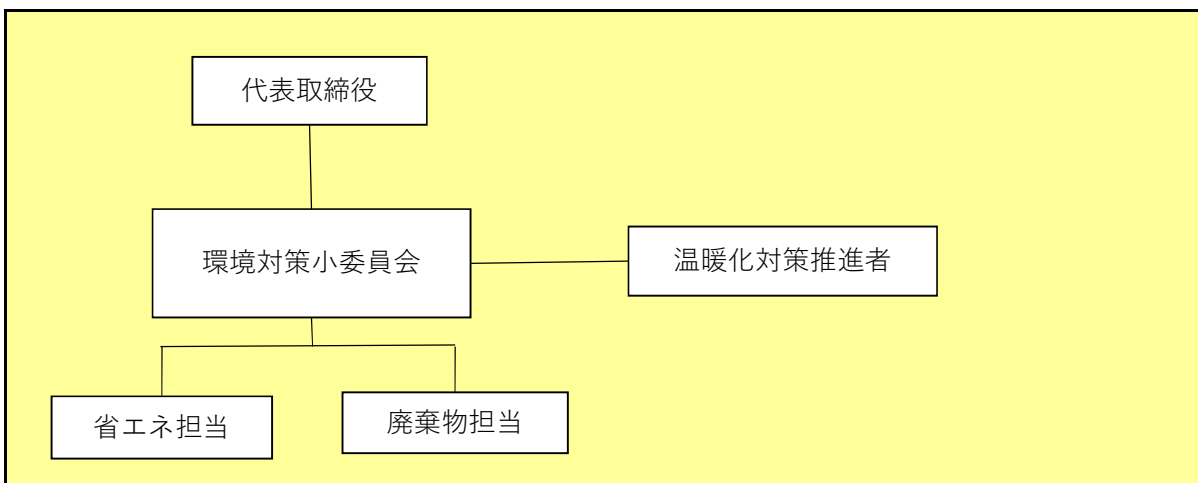 代表取締役
環境対策小委員会
温暖化対策推進者
省エネ担当
廃棄物担当